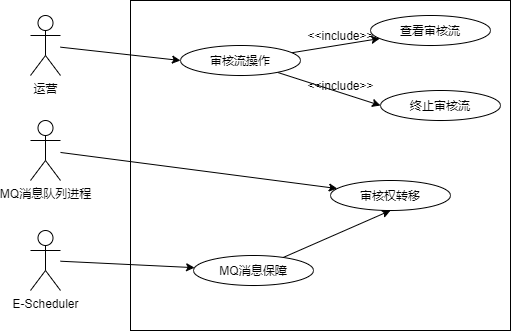 查看审核流
<<include>>
审核流操作
运营
<<include>>
终止审核流
MQ消息队列进程
审核权转移
MQ消息保障
E-Scheduler